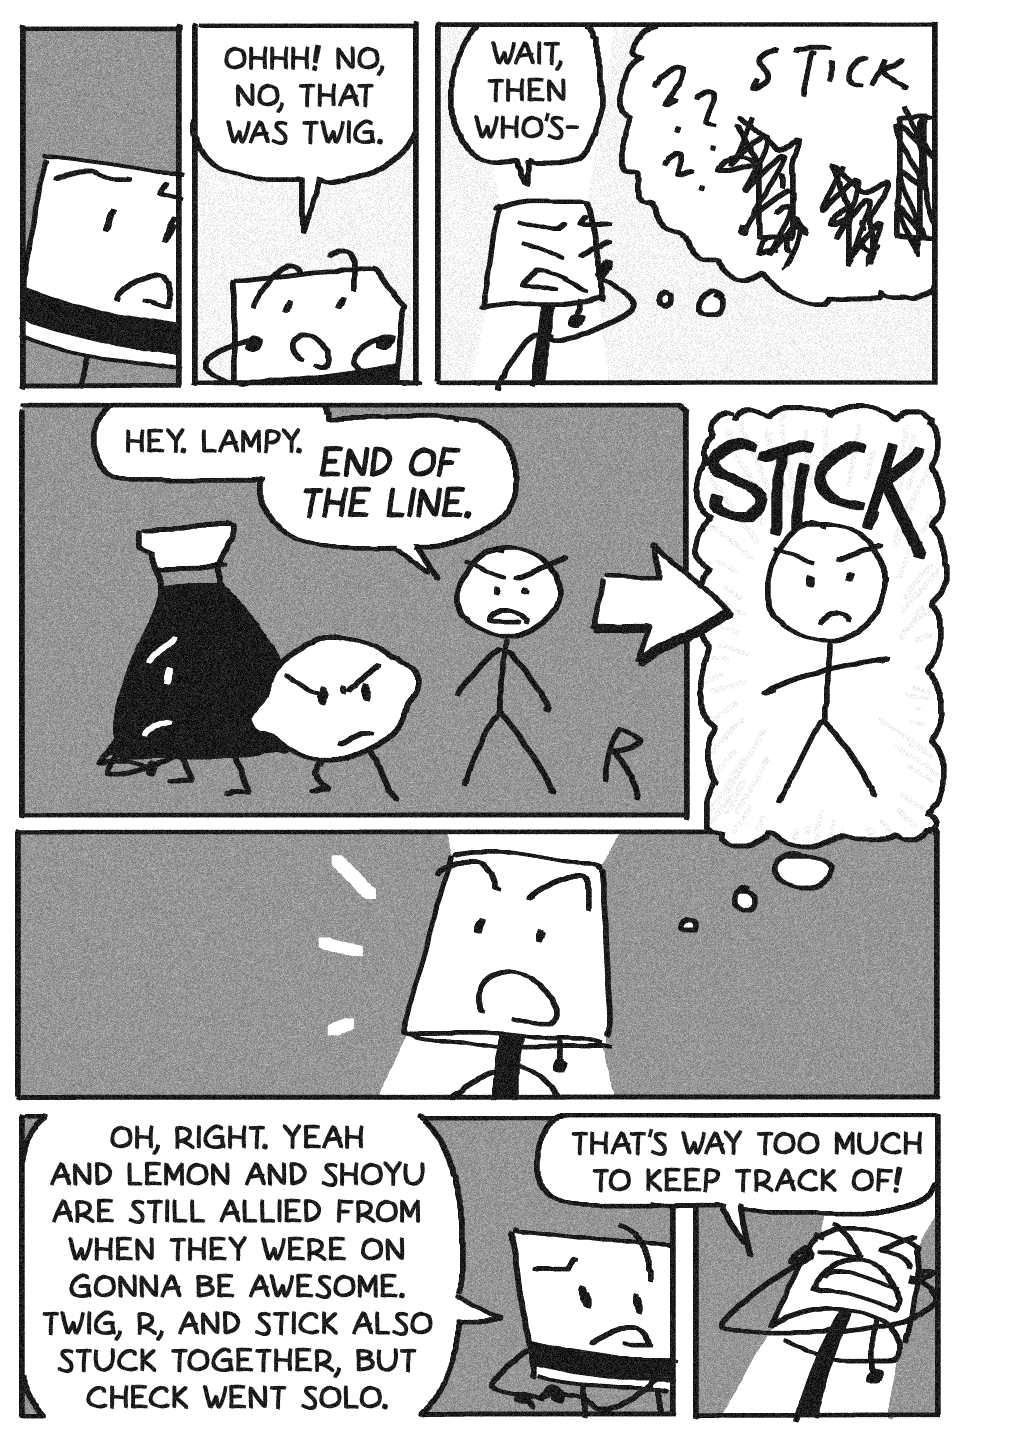 OHHH! NO,
NO, THAT
WAS TWIG.
WAIT,
THEN
WHO'S-
? ?
?
STICK
HEY. LAMPY.
END OF
THE LINE.
R
STICK
OH, RIGHT. YEAH
AND LEMON AND SHOYU
ARE STILL ALLIED FROM
WHEN THEY WERE ON
GONNA BE AWESOME.
TWIG, R, AND STICK ALSO
STUCK TOGETHER, BUT
CHECK WENT SOLO.
THAT'S WAY TOO MUCH
TO KEEP TRACK OF!